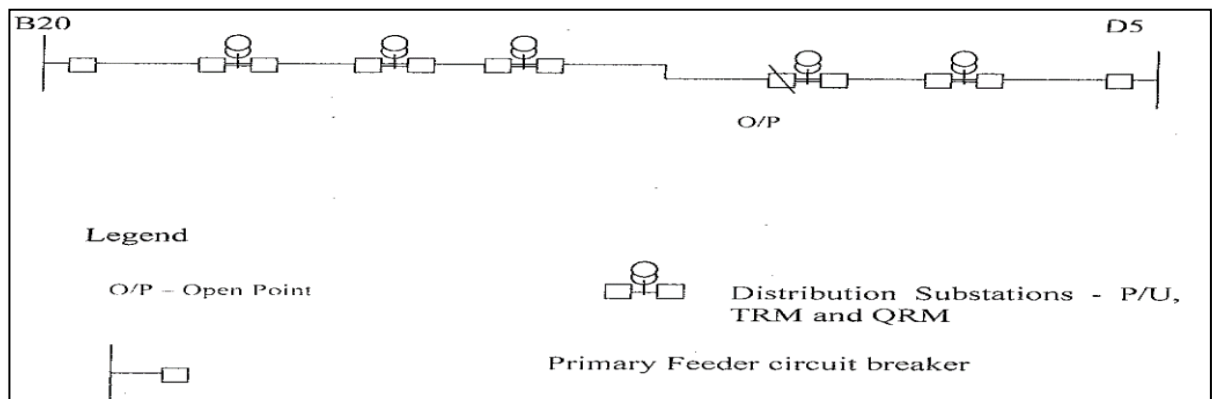 B20
D5
O/P
Legend
O/P – Open Point
Distribution Substations - P/U,
TRM and QRM
Primary Feeder circuit breaker